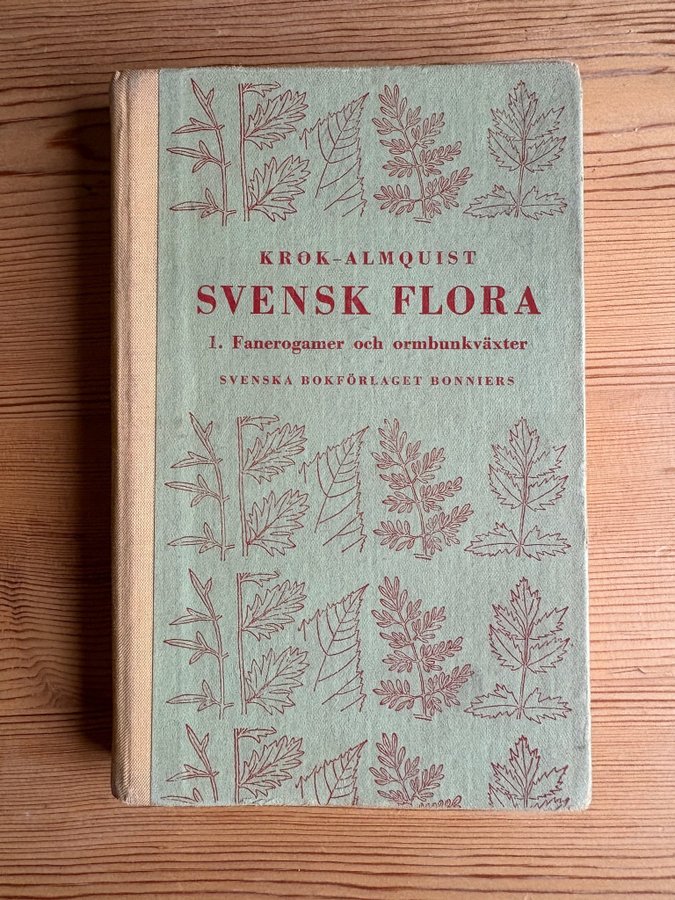 KROK-ALMQUIST
SVENSK FLORA
1. Fanerogamer och ormbunkväxter
SVENSKA BOKFÖRLAGET BONNIERS